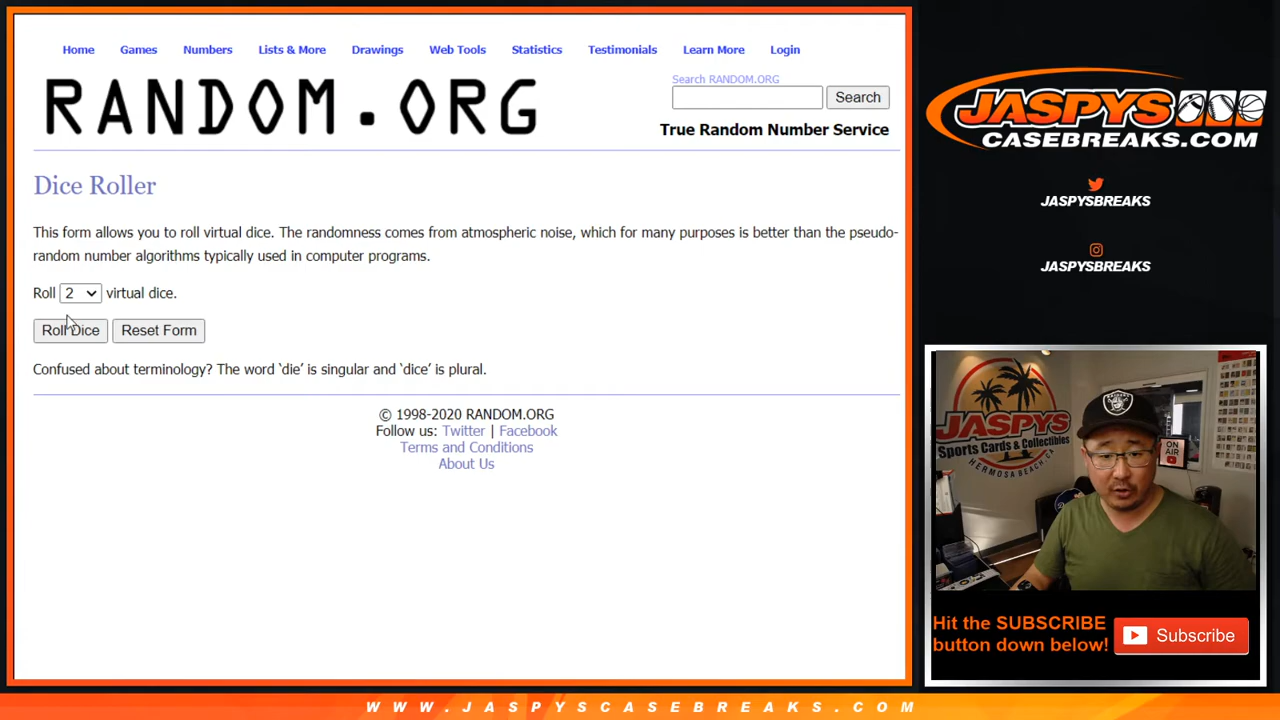 Home Games Numbers Lists & More Drawings Web Tools Statistics Testimonials Learn More Login
RANDOM.ORG
Search RANDOM.ORG
Search
True Random Number Service
Dice Roller
This form allows you to roll virtual dice. The randomness comes from atmospheric noise, which for many purposes is better than the pseudo-
random number algorithms typically used in computer programs.
Roll 2 virtual dice.
Roll Dice Reset Form
Confused about terminology? The word ‘die’ is singular and ‘dice’ is plural.
© 1998-2020 RANDOM.ORG
Follow us: Twitter | Facebook
Terms and Conditions
About Us
JASPYS
CASEBREAKS.COM
JASPYSBREAKS
JASPYSBREAKS
JASPYS
Sports Cards & Collectibles
HERMOSA BEACH, CA
RAIDERS
ON
AIR
Hit the SUBSCRIBE
button down below!
Subscribe
WWW.JASPYSCASEBREAKS.COM